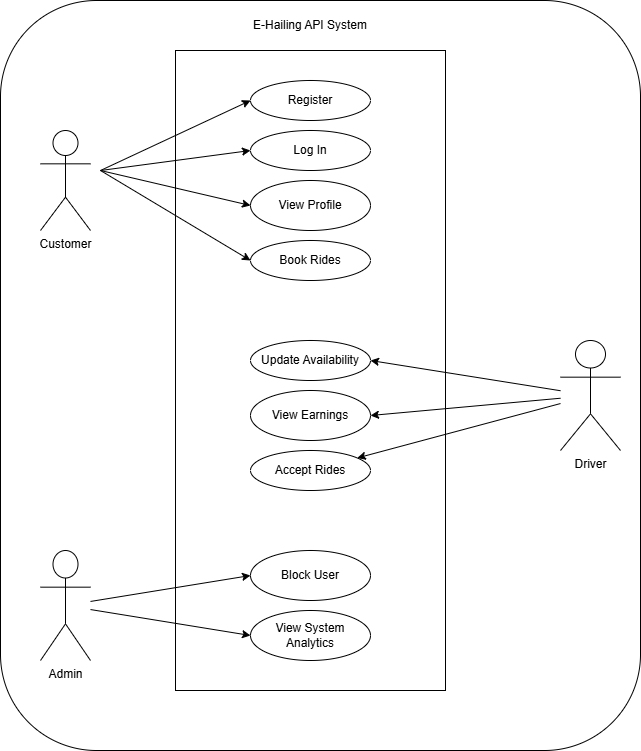 E-Hailing API System
Register
Log In
View Profile
Book Rides
Customer
Update Availability
View Earnings
Accept Rides
Driver
Block User
View System
Analytics
Admin